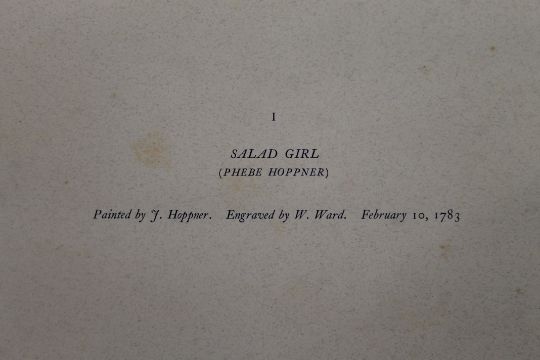 I
SALAD GIRL
(PHEBE HOPPNER)
Painted by J. Hoppner. Engraved by W. Ward. February 10, 1783